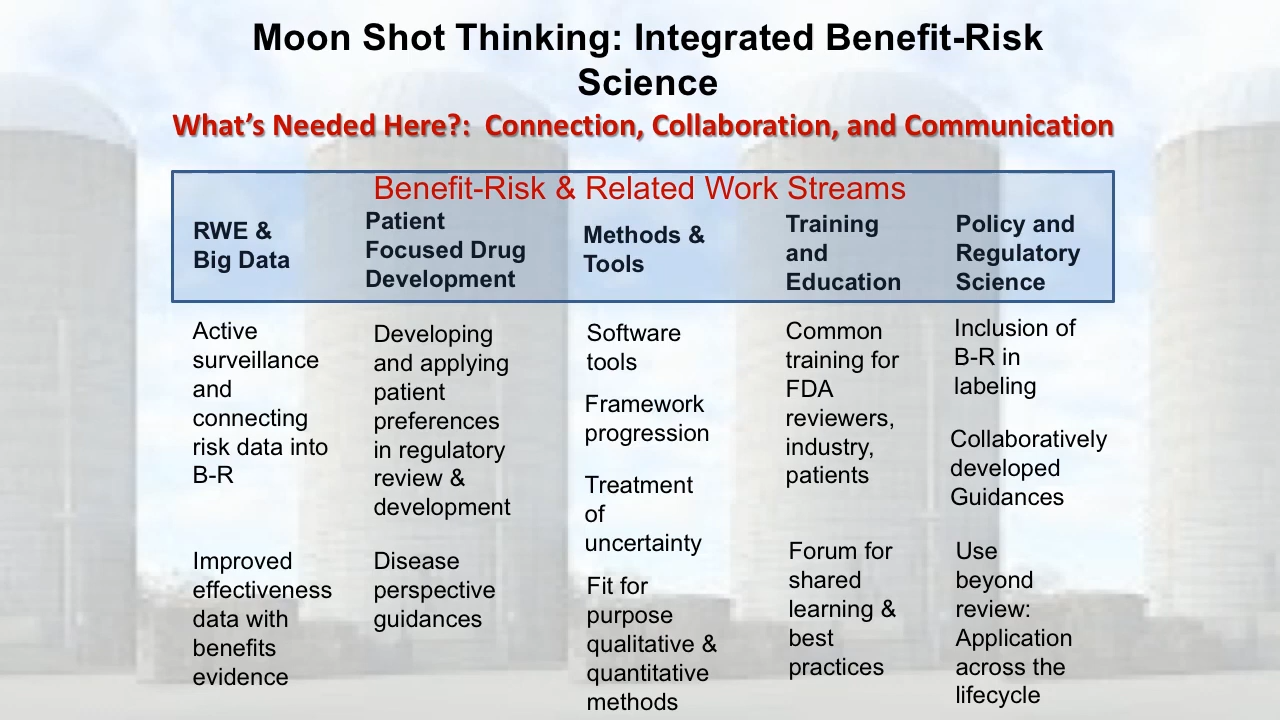 Moon Shot Thinking: Integrated Benefit-Risk
Science
What's Needed Here?: Connection, Collaboration, and Communication
Benefit-Risk & Related Work Streams
RWE &
Big Data
Patient
Focused Drug
Development
Methods &
Tools
Training
and
Education
Policy and
Regulatory
Science
Active
surveillance
and
connecting
risk data into
B-R
Improved
effectiveness
data with
benefits
evidence
Developing
and applying
patient
preferences
in regulatory
review &
development
Disease
perspective
guidances
Software
tools
Framework
progression
Treatment
of
uncertainty
Fit for
purpose
qualitative &
quantitative
methods
Common
training for
FDA
reviewers,
industry,
patients
Forum for
shared
learning &
best
practices
Inclusion of
B-R in
labeling
Collaboratively
developed
Guidances
Use
beyond
review:
Application
across the
lifecycle